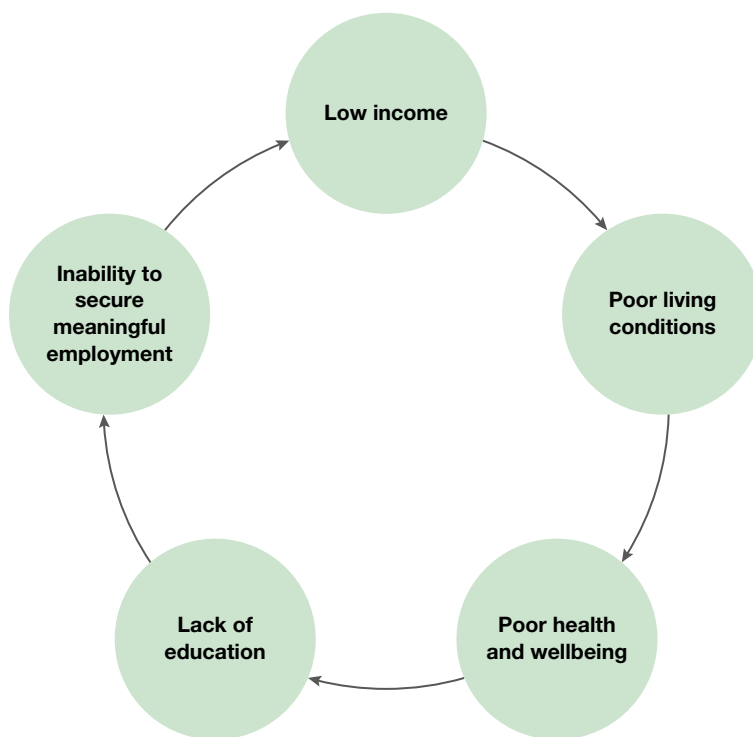 Low income
Poor living
conditions
Poor health
and wellbeing
Lack of
education
Inability to
secure
meaningful
employment